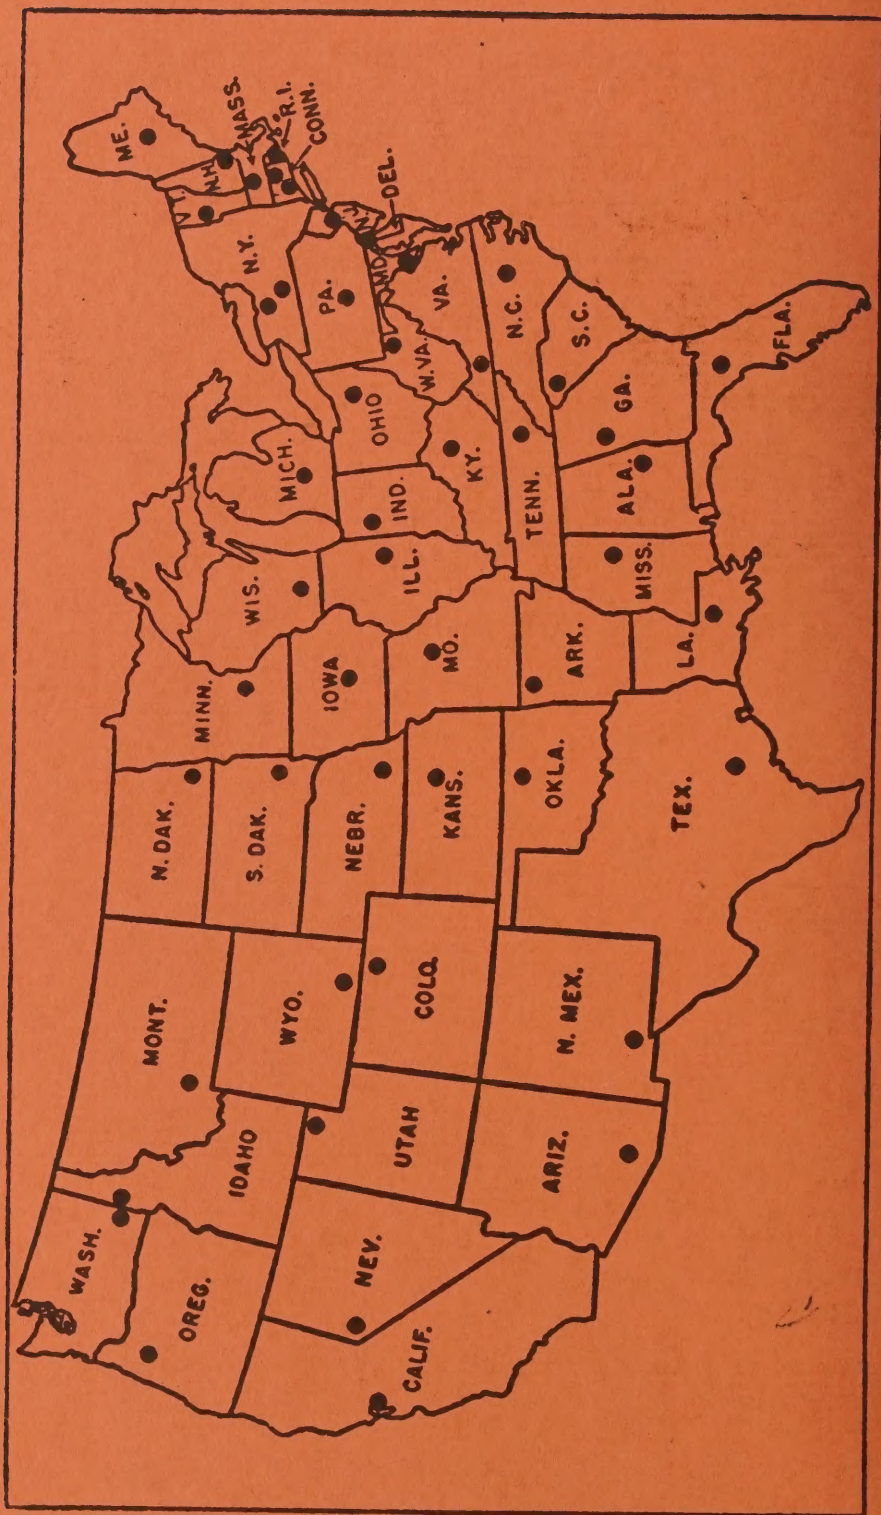 WASH.
OREG.
CALIF.
NEV.
IDAHO
MONT.
WYO.
UTAH
ARIZ.
COLO.
N. MEX.
N. DAK.
S. DAK.
NEBR.
KANS.
OKLA.
TEX.
MINN.
IOWA
MO.
ARK.
LA.
WIS.
ILL.
MICH.
IND.
OHIO
KY.
TENN.
MISS.
ALA.
GA.
FLA.
S.C.
N.C.
VA.
W.VA.
PA.
N.Y.
MD.
DEL.
N.J.
VT.
N.H.
ME.
MASS.
R.I.
CONN.